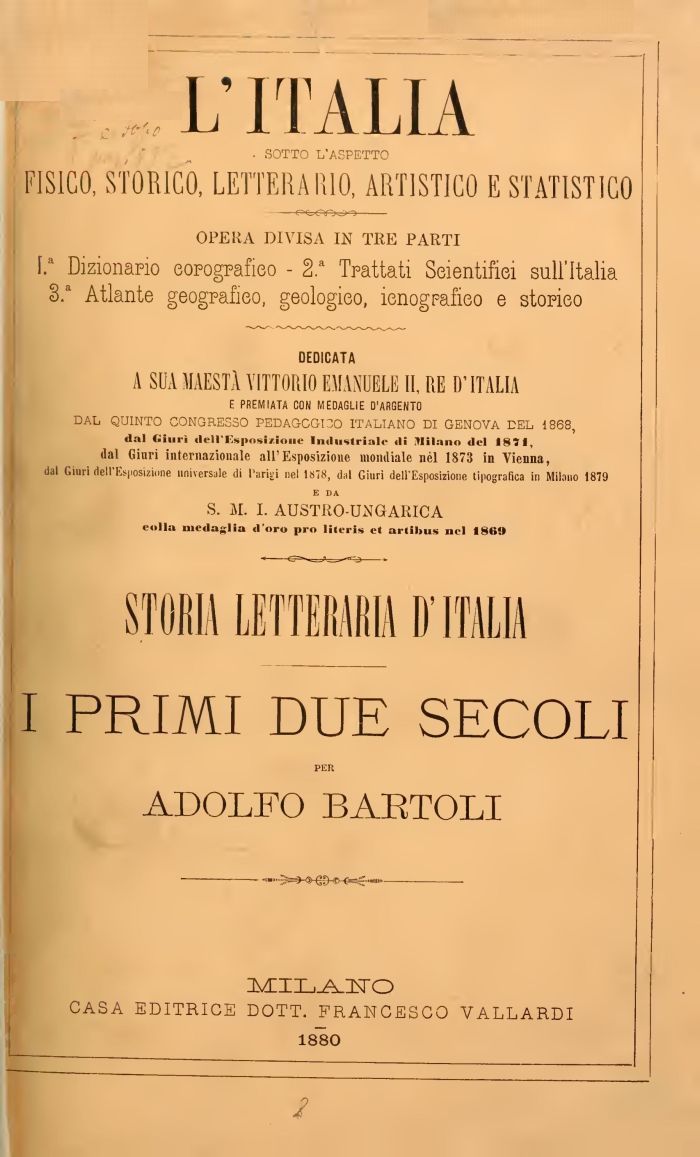 L'ITALIA
SOTTO L'ASPETTO
FISICO, STORICO, LETTERARIO, ARTISTICO E STATISTICO
OPERA DIVISA IN TRE PARTI
1.ª Dizionario corografico - 2.ª Trattati Scientifici sull'Italia
3.ª Atlante geografico, geologico, icnografico e storico
DEDICATA
A SUA MAESTÀ VITTORIO EMANUELE II, RE D'ITALIA
E PREMIATA CON MEDAGLIE D'ARGENTO
DAL QUINTO CONGRESSO PEDAGOGICO ITALIANO DI GENOVA DEL 1868,
dal Giurì dell'Esposizione Industriale di Milano del 1871,
dal Giurì internazionale all'Esposizione mondiale nel 1873 in Vienna,
dal Giurì dell'Esposizione universale di Parigi nel 1878, dal Giurì dell'Esposizione tipografica in Milano 1879
E DA
S. M. I. AUSTRO-UNGARICA
colla medaglia d'oro pro literis et artibus nel 1869
STORIA LETTERARIA D'ITALIA
I PRIMI DUE SECOLI
PER
ADOLFO BARTOLI
MILANO
CASA EDITRICE DOTT. FRANCESCO VALLARDI
1880